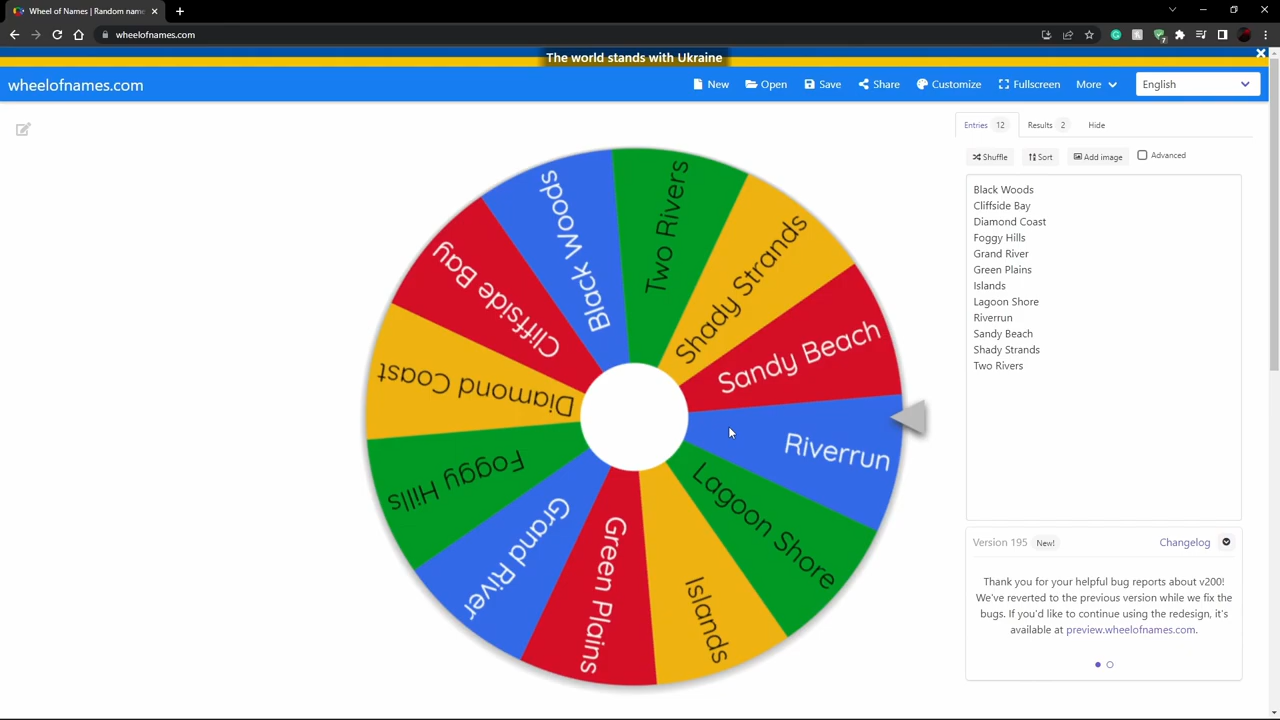 Wheel of Names | Random name
wheelofnames.com
The world stands with Ukraine
wheelofnames.com
New
Open
Save
Share
Customize
Fullscreen
More
English
Entries 12
Results 2
Hide
Shuffle
Sort
Add image
Advanced
Black Woods
Cliffside Bay
Diamond Coast
Foggy Hills
Grand River
Green Plains
Islands
Lagoon Shore
Riverrun
Sandy Beach
Shady Strands
Two Rivers
Two Rivers
Shady Strands
Sandy Beach
Riverrun
Lagoon Shore
Islands
Green Plains
Grand River
Foggy Hills
Diamond Coast
Cliffside Bay
Black Woods
Version 195 New!
Changelog
Thank you for your helpful bug reports about v200!
We've reverted to the previous version while we fix the
bugs. If you'd like to continue using the redesign, it's
available at preview.wheelofnames.com.